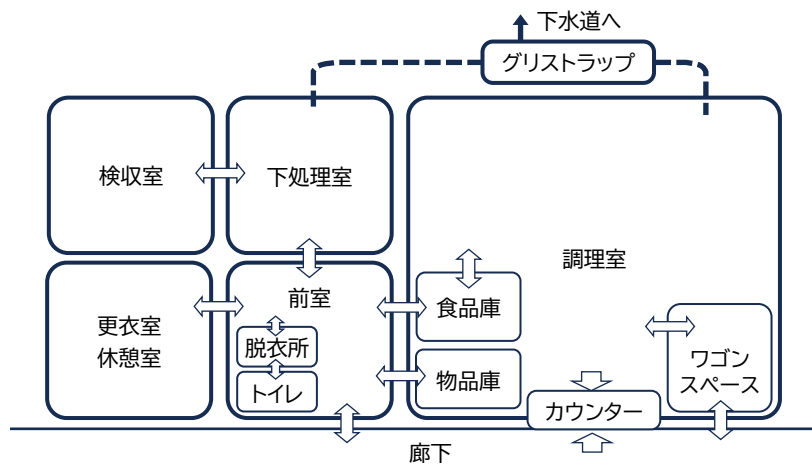 下水道へ
グリストラップ
検収室
下処理室
調理室
更衣室
休憩室
前室
脱衣所
トイレ
食品庫
物品庫
ワゴン
スペース
カウンター
廊下